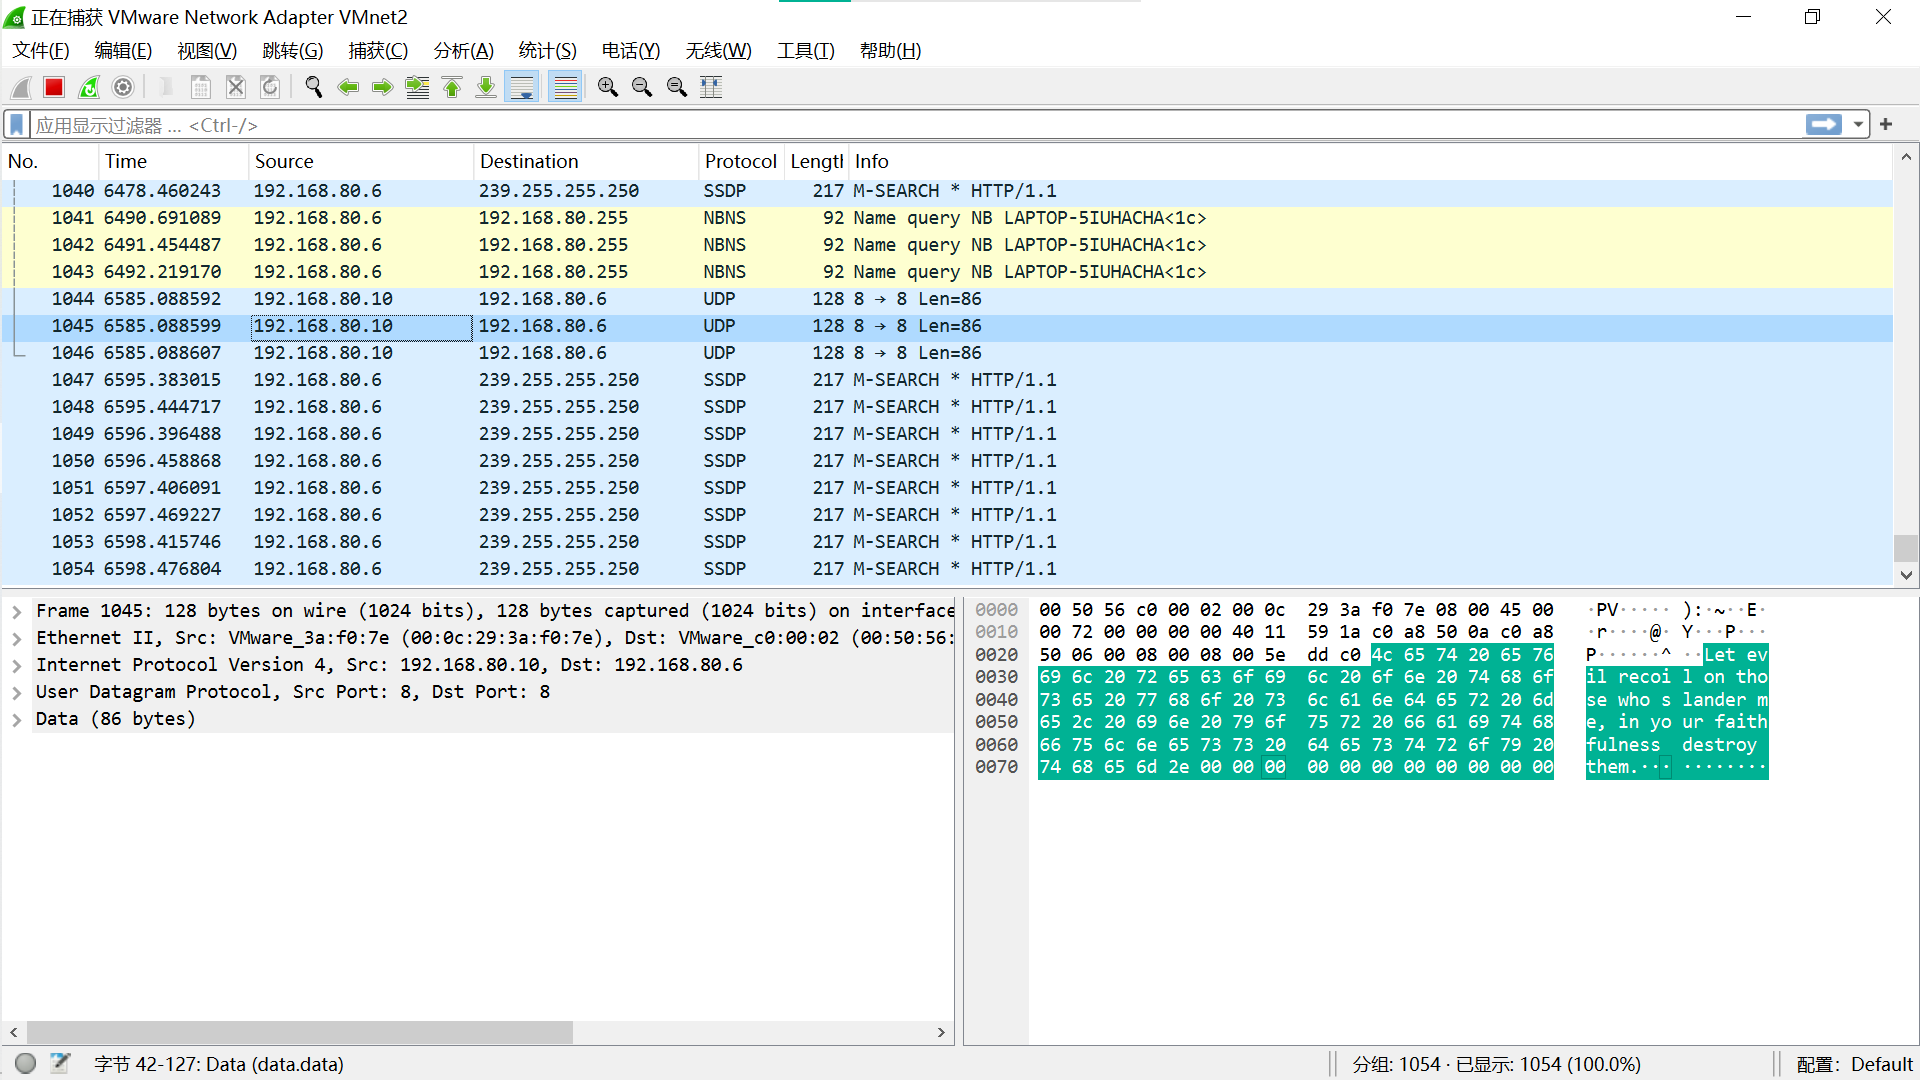 正在捕获 VMware Network Adapter VMnet2
文件(F) 编辑(E) 视图(V) 跳转(G) 捕获(C) 分析(A) 统计(S) 电话(Y) 无线(W) 工具(T) 帮助(H)
应用显示过滤器 … <Ctrl-/>
No. Time Source Destination Protocol Length Info
1040 6478.460243 192.168.80.6 239.255.255.250 SSDP 217 M-SEARCH * HTTP/1.1
1041 6490.691089 192.168.80.6 192.168.80.255 NBNS 92 Name query NB LAPTOP-5IUHACHA<1c>
1042 6491.454487 192.168.80.6 192.168.80.255 NBNS 92 Name query NB LAPTOP-5IUHACHA<1c>
1043 6492.219170 192.168.80.6 192.168.80.255 NBNS 92 Name query NB LAPTOP-5IUHACHA<1c>
1044 6585.088592 192.168.80.10 192.168.80.6 UDP 128 8 → 8 Len=86
1045 6585.088599 192.168.80.10 192.168.80.6 UDP 128 8 → 8 Len=86
1046 6585.088607 192.168.80.10 192.168.80.6 UDP 128 8 → 8 Len=86
1047 6595.383015 192.168.80.6 239.255.255.250 SSDP 217 M-SEARCH * HTTP/1.1
1048 6595.444717 192.168.80.6 239.255.255.250 SSDP 217 M-SEARCH * HTTP/1.1
1049 6596.396488 192.168.80.6 239.255.255.250 SSDP 217 M-SEARCH * HTTP/1.1
1050 6596.458868 192.168.80.6 239.255.255.250 SSDP 217 M-SEARCH * HTTP/1.1
1051 6597.406091 192.168.80.6 239.255.255.250 SSDP 217 M-SEARCH * HTTP/1.1
1052 6597.469227 192.168.80.6 239.255.255.250 SSDP 217 M-SEARCH * HTTP/1.1
1053 6598.415746 192.168.80.6 239.255.255.250 SSDP 217 M-SEARCH * HTTP/1.1
1054 6598.476804 192.168.80.6 239.255.255.250 SSDP 217 M-SEARCH * HTTP/1.1
Frame 1045: 128 bytes on wire (1024 bits), 128 bytes captured (1024 bits) on interface
Ethernet II, Src: VMware_3a:f0:7e (00:0c:29:3a:f0:7e), Dst: VMware_c0:00:02 (00:50:56:
Internet Protocol Version 4, Src: 192.168.80.10, Dst: 192.168.80.6
User Datagram Protocol, Src Port: 8, Dst Port: 8
Data (86 bytes)
0000 00 50 56 c0 00 02 00 0c 29 3a f0 7e 08 00 45 00 ·PV····· ):·~··E·
0010 00 72 00 00 00 00 40 11 59 1a c0 a8 50 0a c0 a8 ·r····@· Y···P···
0020 50 06 00 08 00 08 00 5e dd c0 4c 65 74 20 65 76 P······^ ··Let ev
0030 69 6c 20 72 65 63 6f 69 6c 20 6f 6e 20 74 68 6f il recoi l on tho
0040 73 65 20 77 68 6f 20 73 6c 61 6e 64 65 72 20 6d se who s lander m
0050 65 2c 20 69 6e 20 79 6f 75 72 20 66 61 69 74 68 e, in yo ur faith
0060 66 75 6c 6e 65 73 73 20 64 65 73 74 72 6f 79 20 fulness  destroy
0070 74 68 65 6d 2e 00 00 00 00 00 00 00 00 00 00 00 them.··· ········
字节 42-127: Data (data.data) 分组: 1054 · 已显示: 1054 (100.0%) 配置: Default